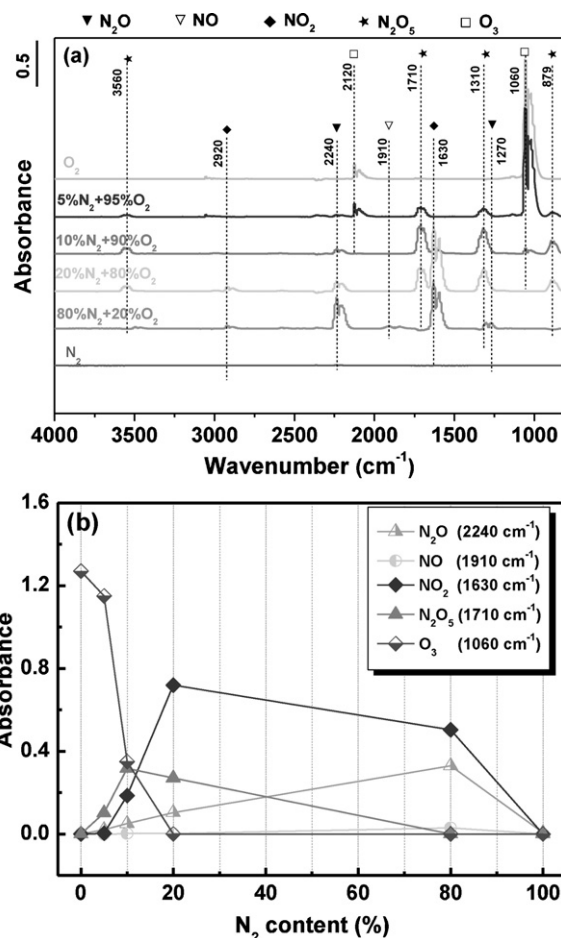 ▼ N₂O ▽ NO ◆ NO₂ ★ N₂O₅ □ O₃
0.5
(a)
3560
2920
2240
2120
1910
1710
1630
1310
1270
1060
879
O₂
5%N₂+95%O₂
10%N₂+90%O₂
20%N₂+80%O₂
80%N₂+20%O₂
N₂
Absorbance
4000 3500 3000 2500 2000 1500 1000
Wavenumber (cm⁻¹)
(b)
N₂O (2240 cm⁻¹)
NO (1910 cm⁻¹)
NO₂ (1630 cm⁻¹)
N₂O₅ (1710 cm⁻¹)
O₃ (1060 cm⁻¹)
1.6
1.2
0.8
0.4
0.0
Absorbance
0 20 40 60 80 100
N₂ content (%)